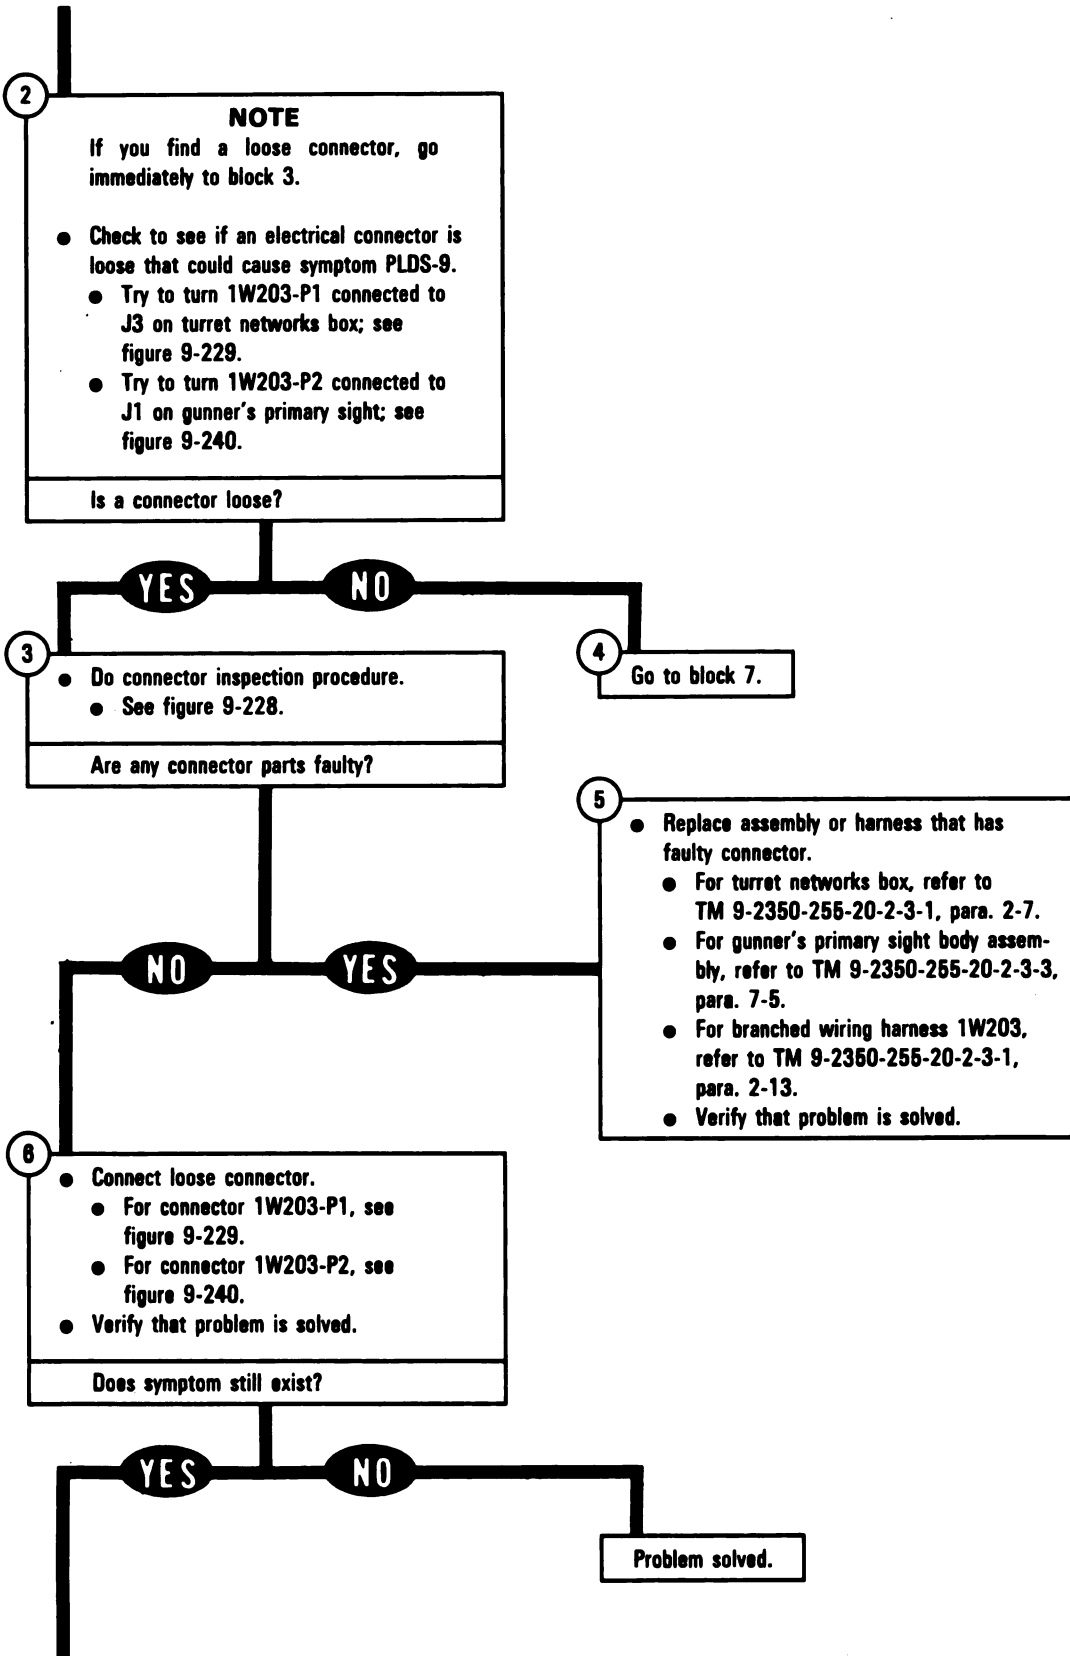 2
NOTE
If you find a loose connector, go
immediately to block 3.
● Check to see if an electrical connector is
loose that could cause symptom PLDS-9.
● Try to turn 1W203-P1 connected to
J3 on turret networks box; see
figure 9-229.
● Try to turn 1W203-P2 connected to
J1 on gunner's primary sight; see
figure 9-240.
Is a connector loose?
YES
NO
3
● Do connector inspection procedure.
● See figure 9-228.
Are any connector parts faulty?
4
Go to block 7.
5
● Replace assembly or harness that has
faulty connector.
● For turret networks box, refer to
TM 9-2350-255-20-2-3-1, para. 2-7.
● For gunner's primary sight body assem-
bly, refer to TM 9-2350-255-20-2-3-3,
para. 7-5.
● For branched wiring harness 1W203,
refer to TM 9-2350-255-20-2-3-1,
para. 2-13.
● Verify that problem is solved.
NO
YES
6
● Connect loose connector.
● For connector 1W203-P1, see
figure 9-229.
● For connector 1W203-P2, see
figure 9-240.
● Verify that problem is solved.
Does symptom still exist?
YES
NO
Problem solved.